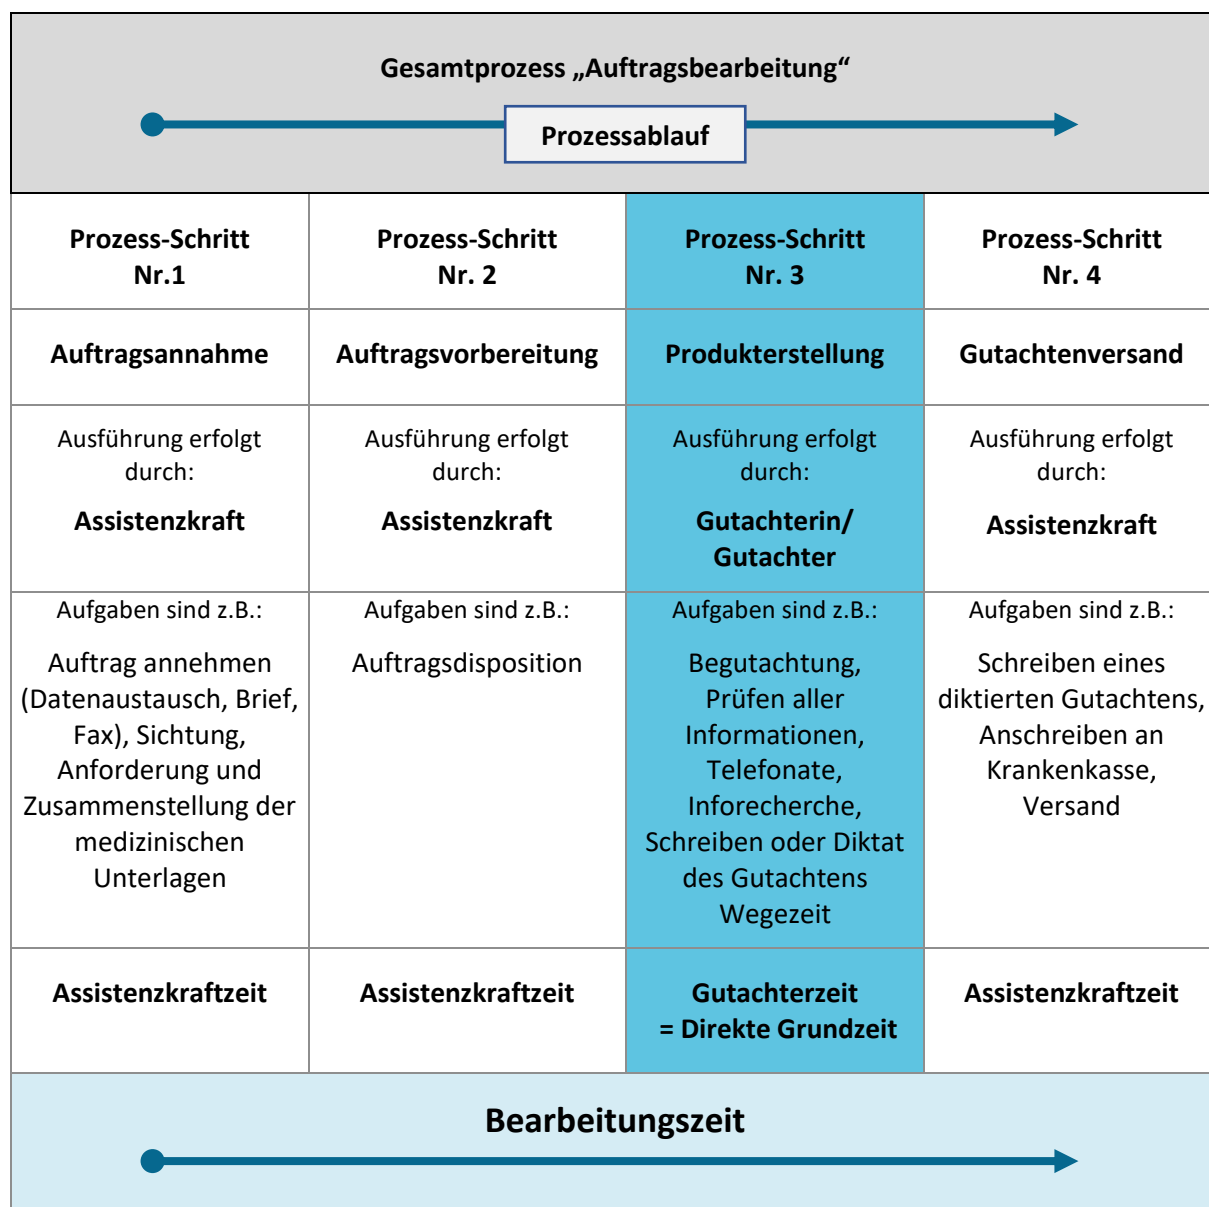 Gesamtprozess „Auftragsbearbeitung“
Prozessablauf
Prozess-Schritt
Nr.1
Prozess-Schritt
Nr. 2
Prozess-Schritt
Nr. 3
Prozess-Schritt
Nr. 4
Auftragsannahme
Auftragsvorbereitung
Produkterstellung
Gutachtenversand
Ausführung erfolgt
durch:
Assistenzkraft
Ausführung erfolgt
durch:
Assistenzkraft
Ausführung erfolgt
durch:
Gutachterin/
Gutachter
Ausführung erfolgt
durch:
Assistenzkraft
Aufgaben sind z.B.:
Auftrag annehmen
(Datenaustausch, Brief,
Fax), Sichtung,
Anforderung und
Zusammenstellung der
medizinischen
Unterlagen
Aufgaben sind z.B.:
Auftragsdisposition
Aufgaben sind z.B.:
Begutachtung,
Prüfen aller
Informationen,
Telefonate,
Inforecherche,
Schreiben oder Diktat
des Gutachtens
Wegezeit
Aufgaben sind z.B.:
Schreiben eines
diktierten Gutachtens,
Anschreiben an
Krankenkasse,
Versand
Assistenzkraftzeit
Assistenzkraftzeit
Gutachterzeit
= Direkte Grundzeit
Assistenzkraftzeit
Bearbeitungszeit